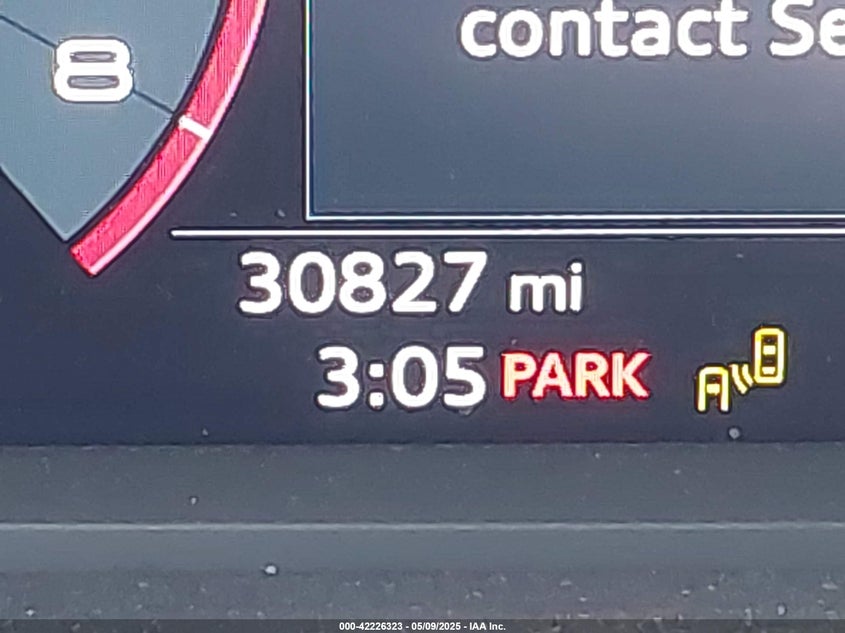 contact Se
8
30827 mi
3:05 PARK
000-42226323 - 05/09/2025 - IAA Inc.